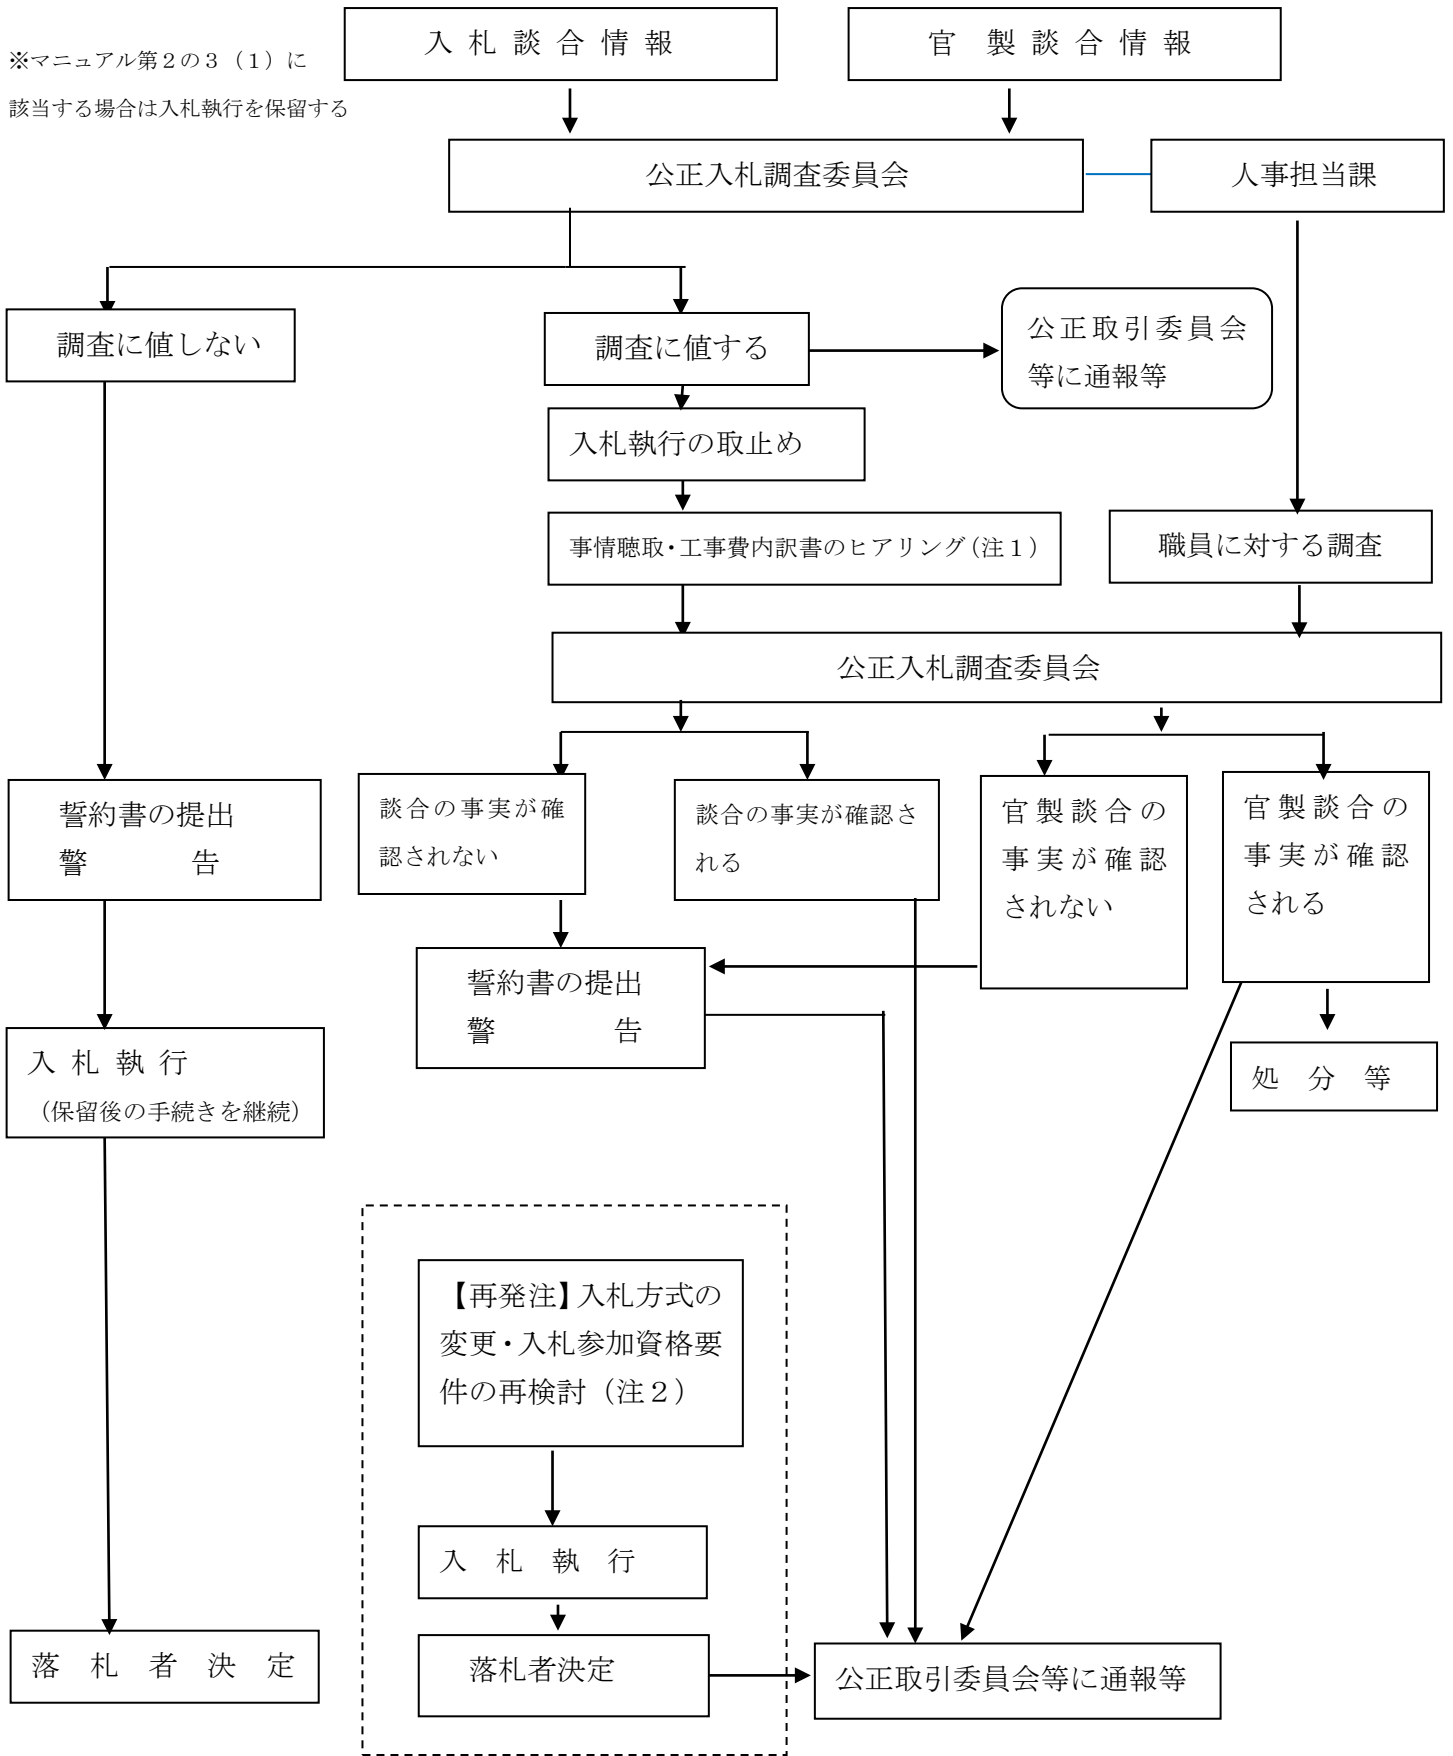 入札談合情報
官　製談合情報
※マニュアル第２の３（１）に
該当する場合は入札執行を保留する
公正入札調査委員会
人事担当課
調査に値しない
調査に値する
公正取引委員会
等に通報等
入札執行の取止め
事情聴取・工事費内訳書のヒアリング（注１）
職員に対する調査
公正入札調査委員会
誓約書の提出
警　　　告
談合の事実が確
認されない
談合の事実が確認さ
れる
官製談合の
事実が確認
されない
官製談合の
事実が確認
される
誓約書の提出
警　　　　告
入札執行
（保留後の手続きを継続）
処　分　等
【再発注】入札方式の
変更・入札参加資格要
件の再検討（注２）
入　札　執　行
落　札　者　決　定
落札者決定
公正取引委員会等に通報等